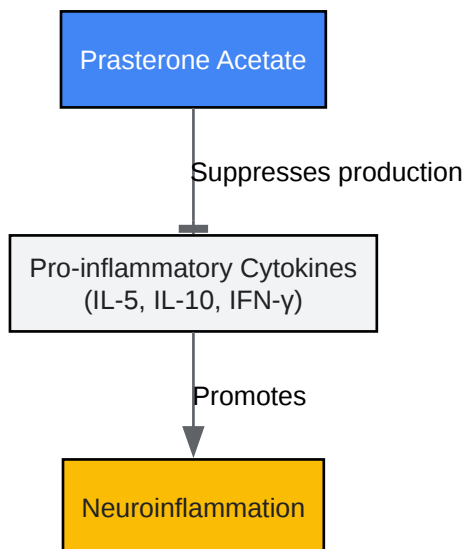 Prasterone Acetate
Suppresses production
Pro-inflammatory Cytokines
(IL-5, IL-10, IFN-γ)
Promotes
Neuroinflammation